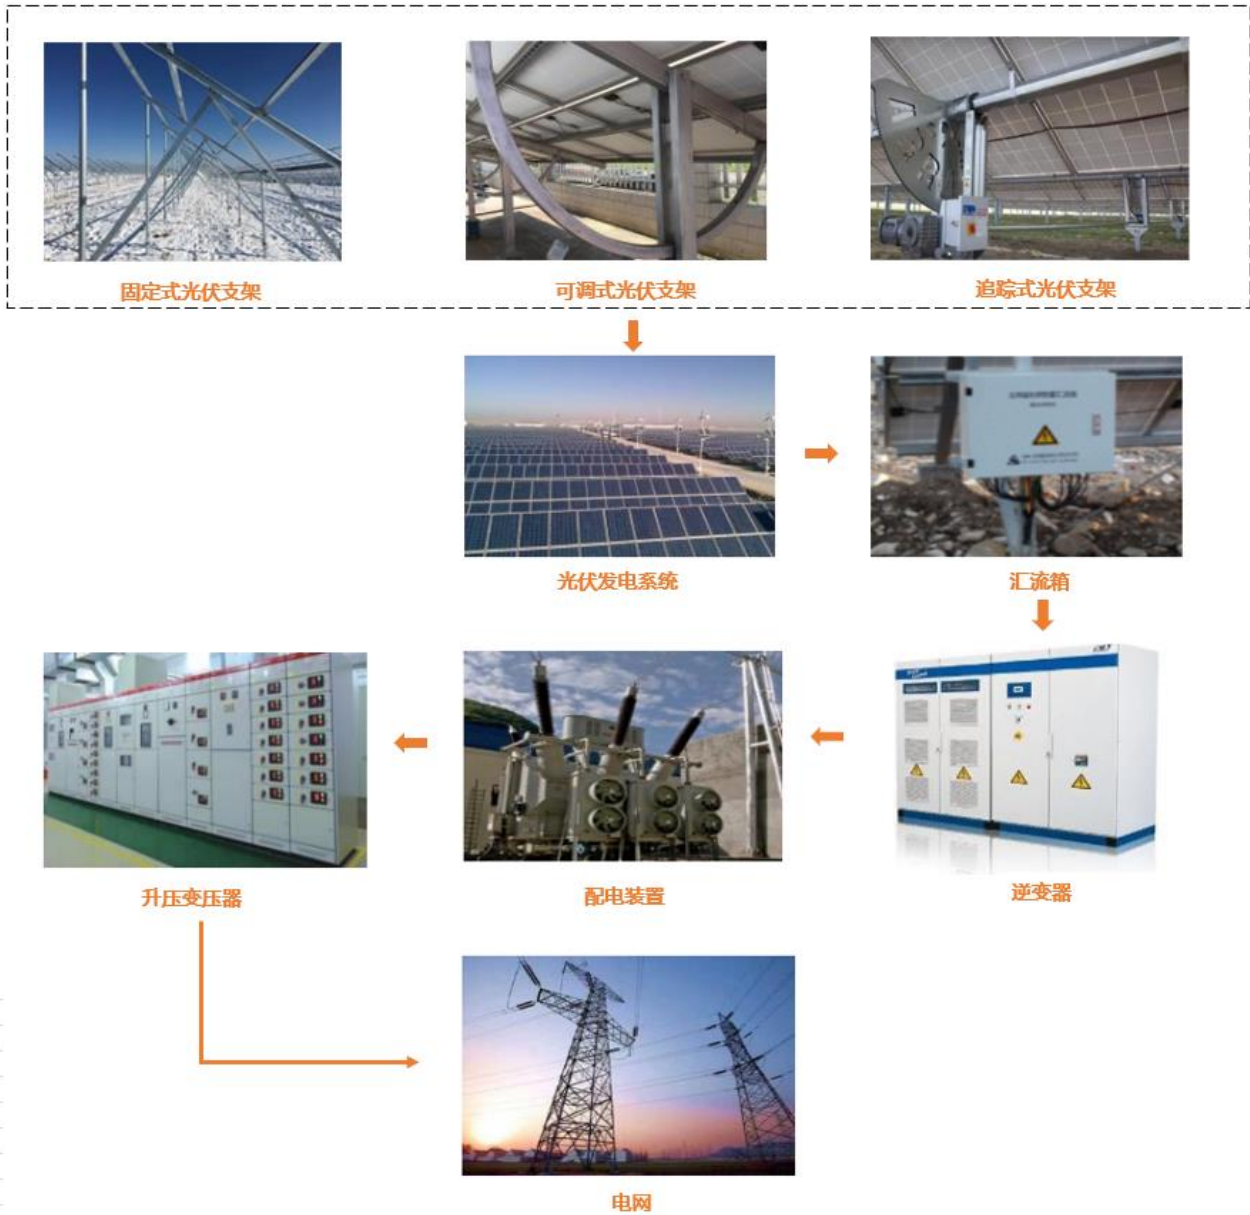 固定式光伏支架
可调式光伏支架
追踪式光伏支架
光伏发电系统
汇流箱
升压变压器
配电装置
逆变器
电网